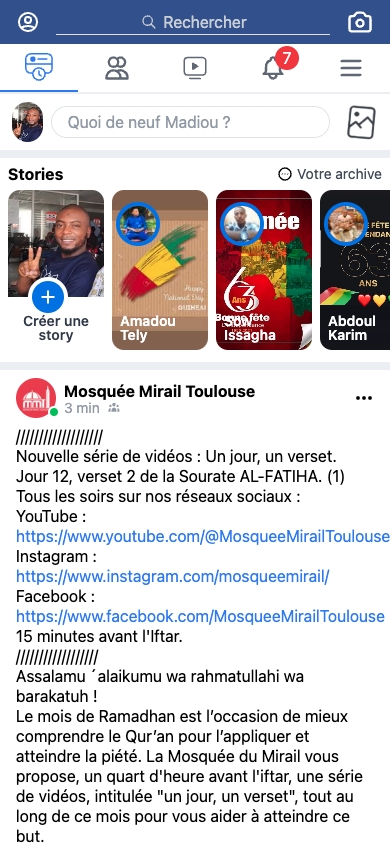 Rechercher
7
Quoi de neuf Madiou ?
Stories
Votre archive
Créer une
story
Happy
National Day,
GUINEA!
Amadou
Tely
née
63
Ans
Bonne fête
Issagha
FÊTE
ENDAN
63
ANS
Abdoul
Karim
Mosquée Mirail Toulouse
3 min
//////////////////
Nouvelle série de vidéos : Un jour, un verset.
Jour 12, verset 2 de la Sourate AL-FATIHA. (1)
Tous les soirs sur nos réseaux sociaux :
YouTube :
https://www.youtube.com/@MosqueeMirailToulouse
Instagram :
https://www.instagram.com/mosqueemirail/
Facebook :
https://www.facebook.com/MosqueeMirailToulouse
15 minutes avant l'Iftar.
/////////////////
Assalamu ´alaikumu wa rahmatullahi wa
barakatuh !
Le mois de Ramadhan est l’occasion de mieux
comprendre le Qur’an pour l’appliquer et
atteindre la piété. La Mosquée du Mirail vous
propose, un quart d'heure avant l'iftar, une série
de vidéos, intitulée "un jour, un verset", tout au
long de ce mois pour vous aider à atteindre ce
but.